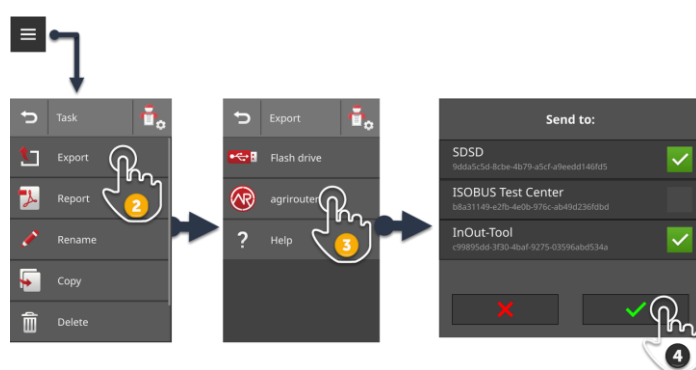 Task
Export
Report
Rename
Copy
Delete
2
Export
Flash drive
agrirouter
? Help
3
Send to:
SDSD
9dda5c5d-8cbe-4b79-a5cf-a9eedd146fd5
ISOBUS Test Center
b8a31149-e2fb-4e0b-976c-ab49d236fdbd
InOut-Tool
c99895dd-3f30-4baf-9275-03596abd534a
4